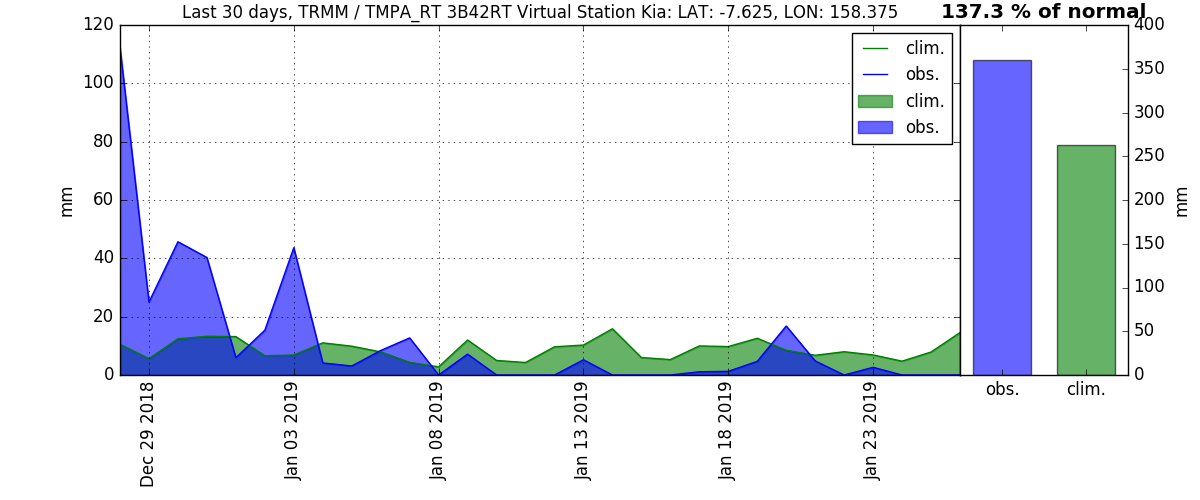 Last 30 days, TRMM / TMPA_RT 3B42RT Virtual Station Kia: LAT: -7.625, LON: 158.375
137.3 % of normal
120
100
80
60
40
20
0
mm
clim.
obs.
clim.
obs.
Dec 29 2018
Jan 03 2019
Jan 08 2019
Jan 13 2019
Jan 18 2019
Jan 23 2019
400
350
300
250
200
150
100
50
0
mm
obs.
clim.